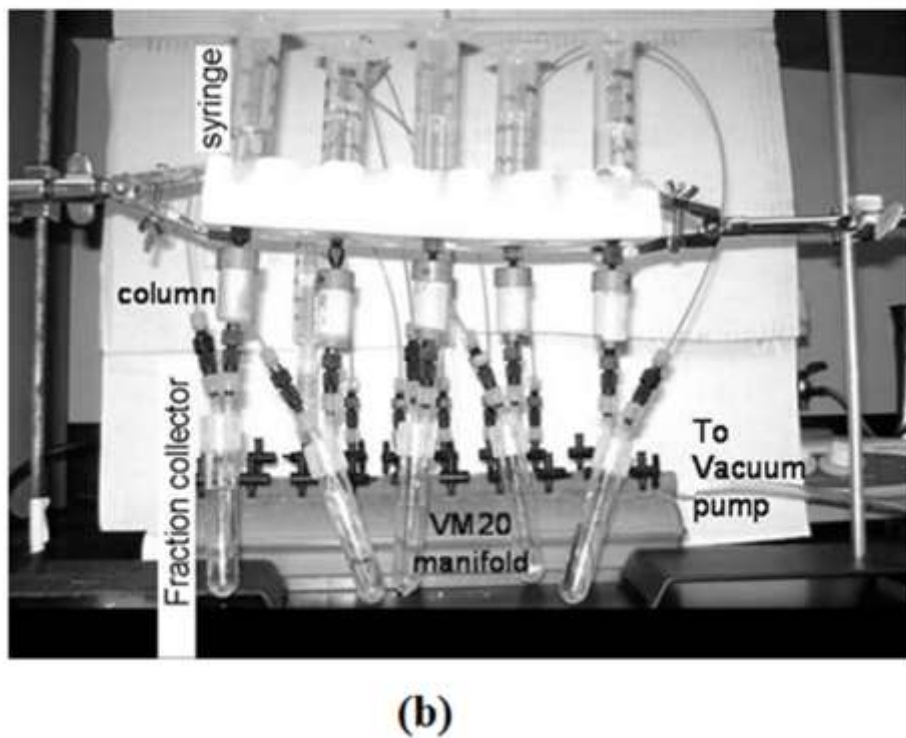 syringe
column
Fraction collector
To
Vacuum
pump
VM20
manifold
(b)